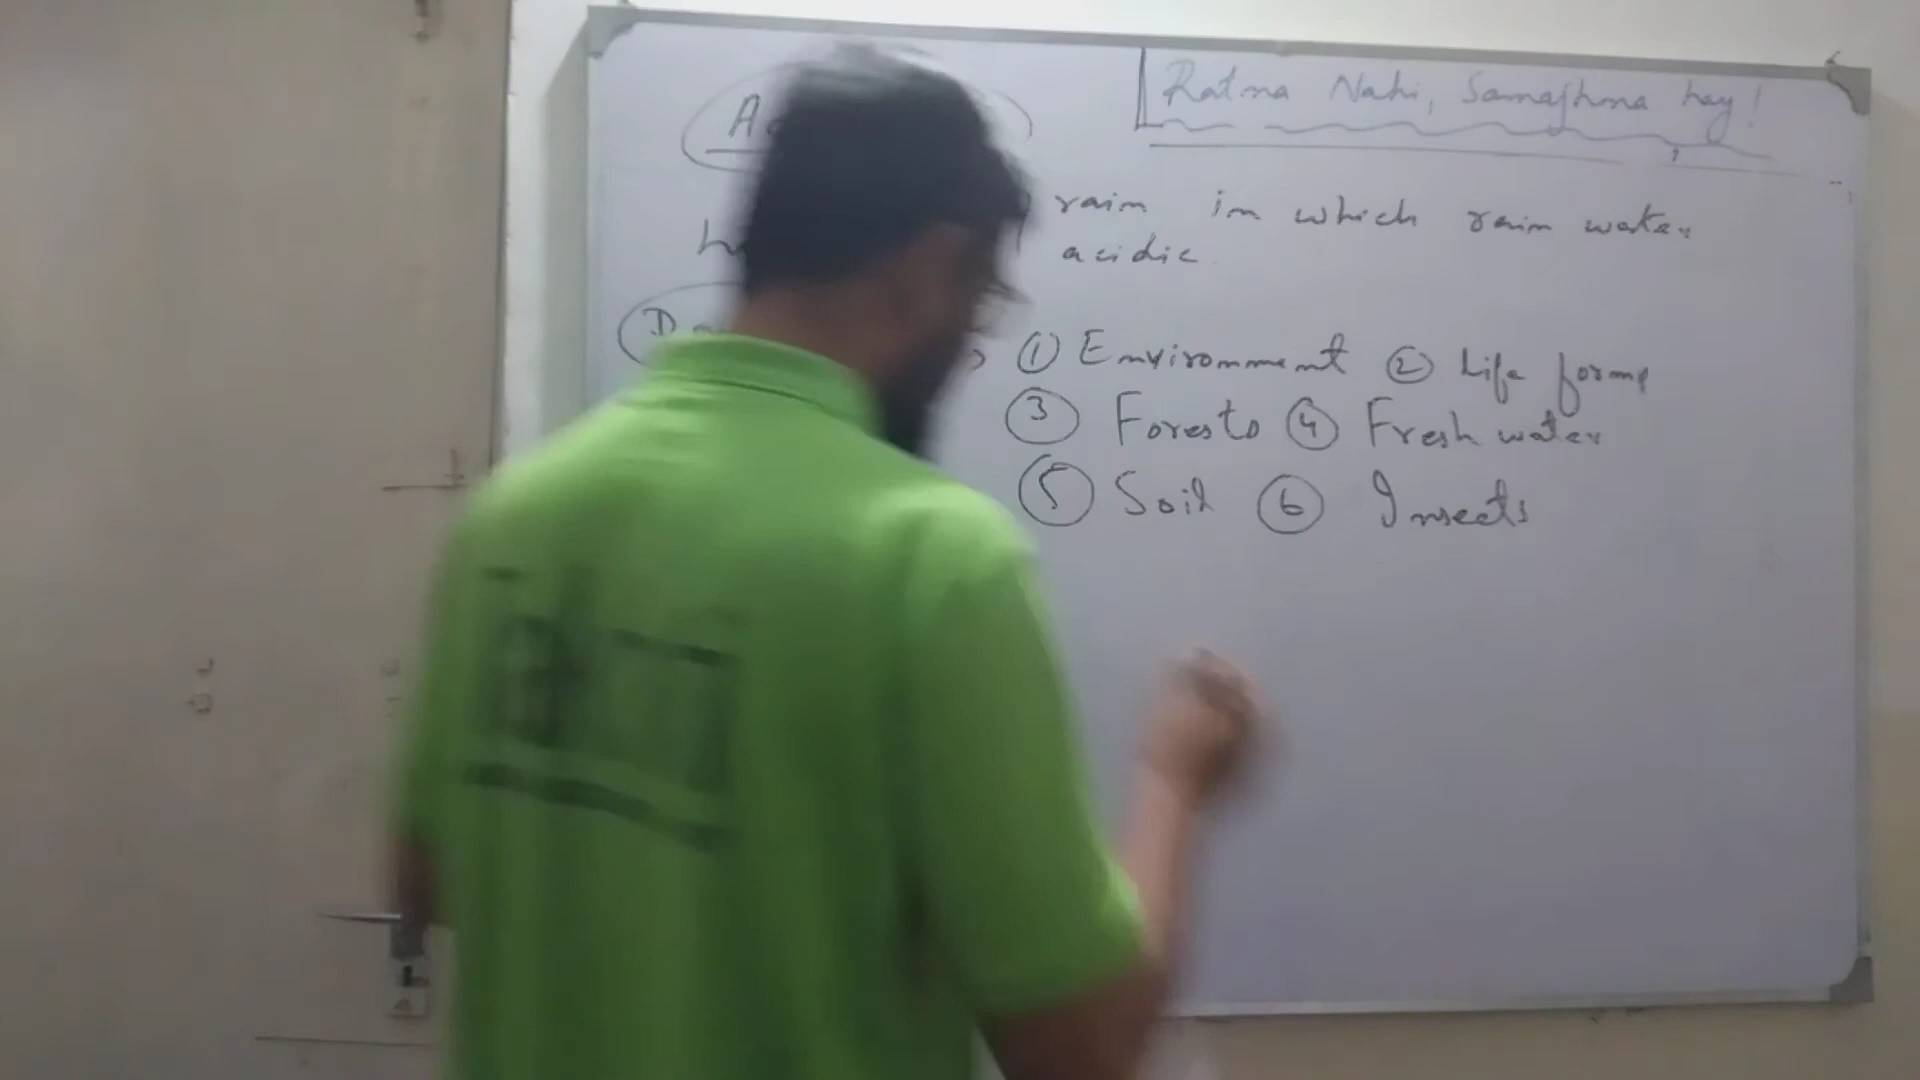 Ratna Nahi, Samajhna hay!
rain in which rain water
acidic
① Environment ② Life forms
③ Forests ④ Fresh water
⑤ Soil ⑥ Insects